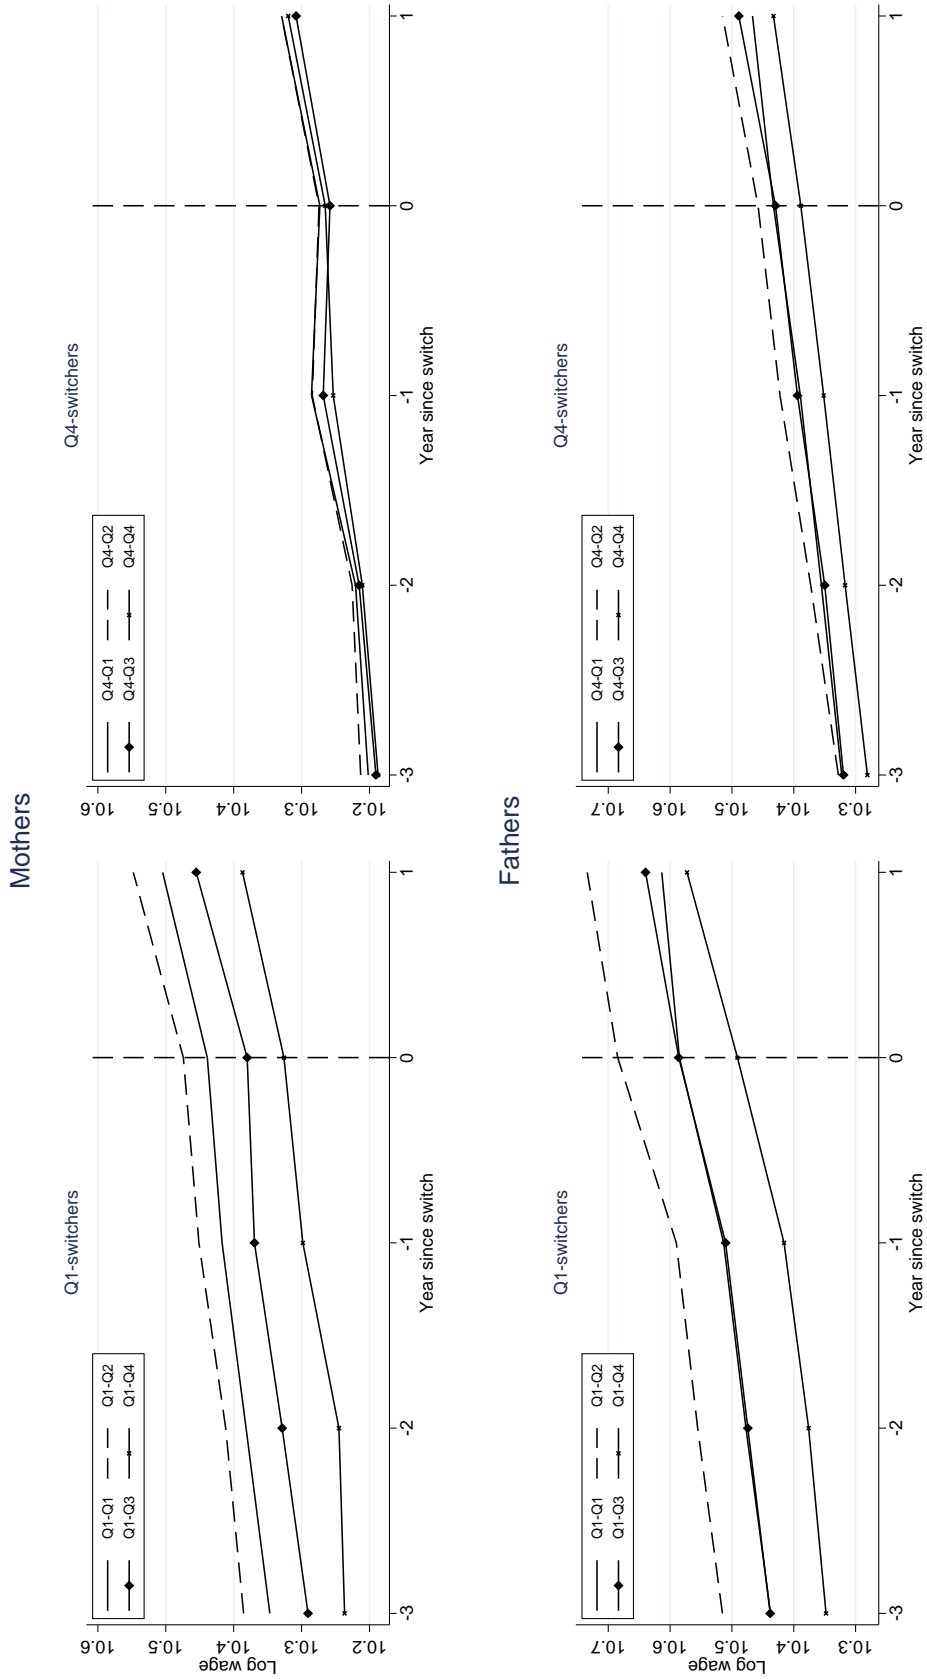 Mothers
Q1-switchers
Q1-Q1
Q1-Q2
Q1-Q3
Q1-Q4
Log wage
10.2
10.3
10.4
10.5
10.6
-3
-2
-1
0
1
Year since switch
Q4-switchers
Q4-Q1
Q4-Q2
Q4-Q3
Q4-Q4
10.2
10.3
10.4
10.5
10.6
-3
-2
-1
0
1
Year since switch
Fathers
Q1-switchers
Q1-Q1
Q1-Q2
Q1-Q3
Q1-Q4
Log wage
10.3
10.4
10.5
10.6
10.7
-3
-2
-1
0
1
Year since switch
Q4-switchers
Q4-Q1
Q4-Q2
Q4-Q3
Q4-Q4
10.3
10.4
10.5
10.6
10.7
-3
-2
-1
0
1
Year since switch